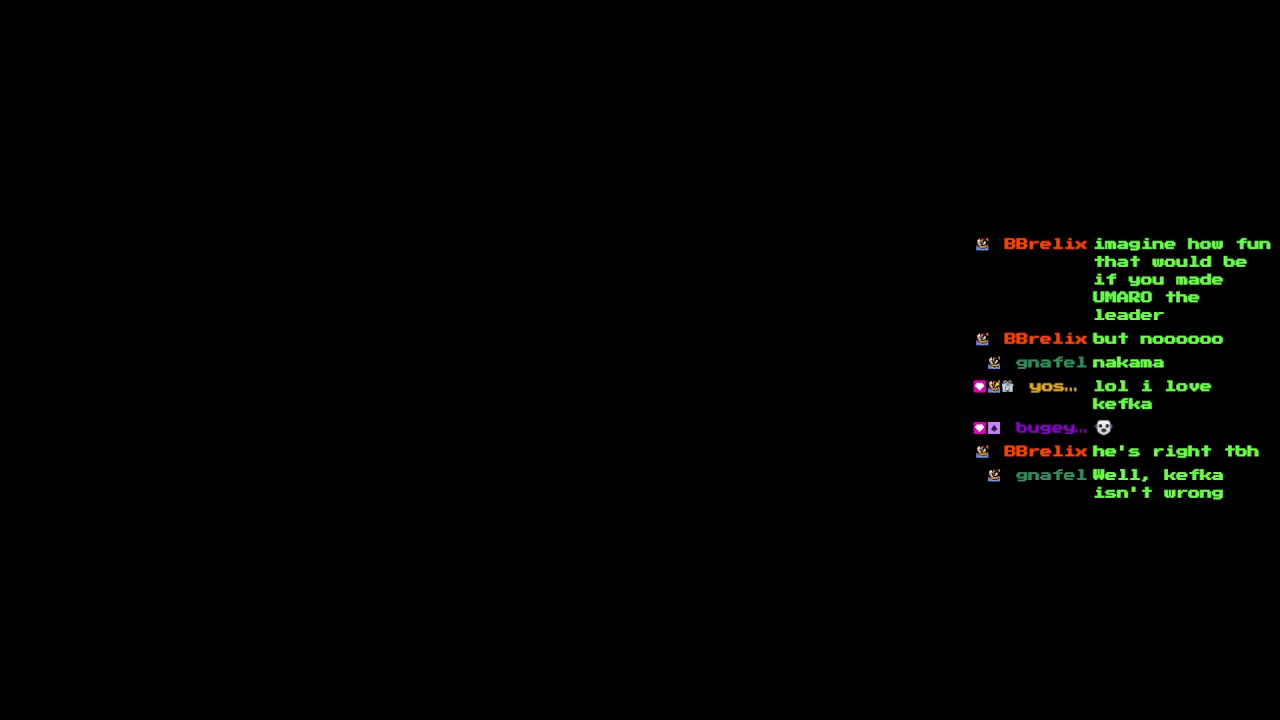 BBrelix imagine how fun
that would be
if you made
UMARO the
leader
BBrelix but noooooo
gnafel nakama
yos... lol i love
kefka
bugey...
BBrelix he's right tbh
gnafel Well, kefka
isn't wrong